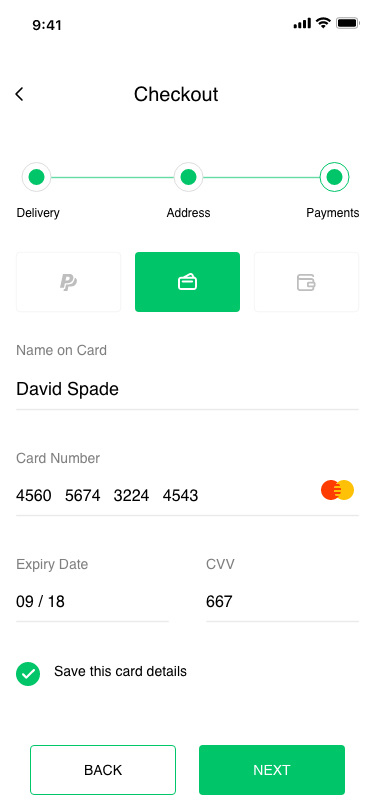 9:41
Checkout
Delivery Address Payments
Name on Card
David Spade
Card Number
4560 5674 3224 4543
Expiry Date CVV
09 / 18 667
Save this card details
BACK NEXT